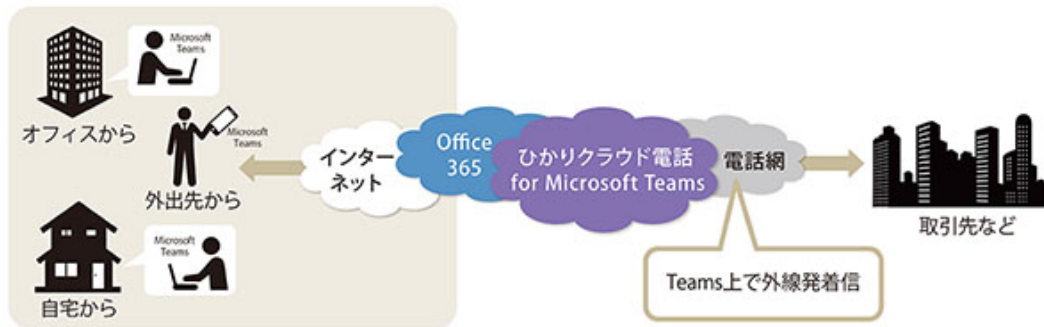 Microsoft
Teams
オフィスから
Microsoft
Teams
外出先から
Microsoft
Teams
自宅から
インター
ネット
Office
365
ひかりクラウド電話
for Microsoft Teams
電話網
Teams上で外線発着信
取引先など